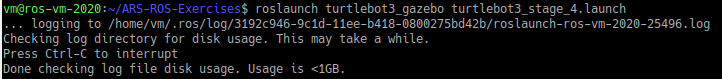 vm@ros-vm-2020:~/ARS-ROS-Exercises$ roslaunch turtlebot3_gazebo turtlebot3_stage_4.launch
... logging to /home/vm/.ros/log/3192c946-9c1d-11ee-b418-0800275bd42b/roslaunch-ros-vm-2020-25496.log
Checking log directory for disk usage. This may take a while.
Press Ctrl-C to interrupt
Done checking log file disk usage. Usage is <1GB.